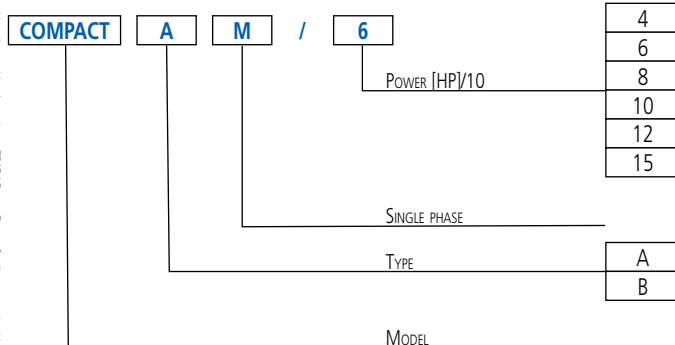 COMPACT A M / 6
4
6
Power [HP]/10 8
10
12
15
Single phase
Type A
B
Model